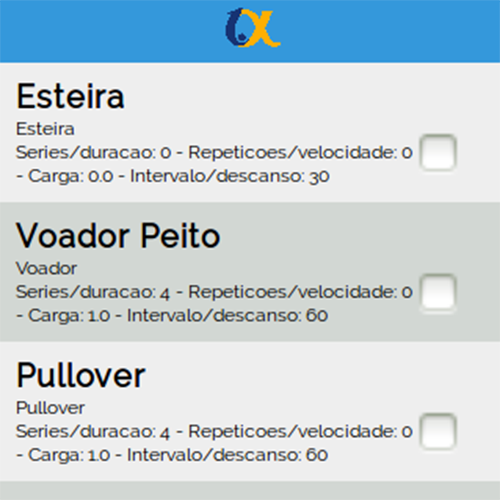 Esteira
Esteira
Series/duracao: 0 - Repeticoes/velocidade: 0
- Carga: 0.0 - Intervalo/descanso: 30
Voador Peito
Voador
Series/duracao: 4 - Repeticoes/velocidade: 0
- Carga: 1.0 - Intervalo/descanso: 60
Pullover
Pullover
Series/duracao: 4 - Repeticoes/velocidade: 0
- Carga: 1.0 - Intervalo/descanso: 60